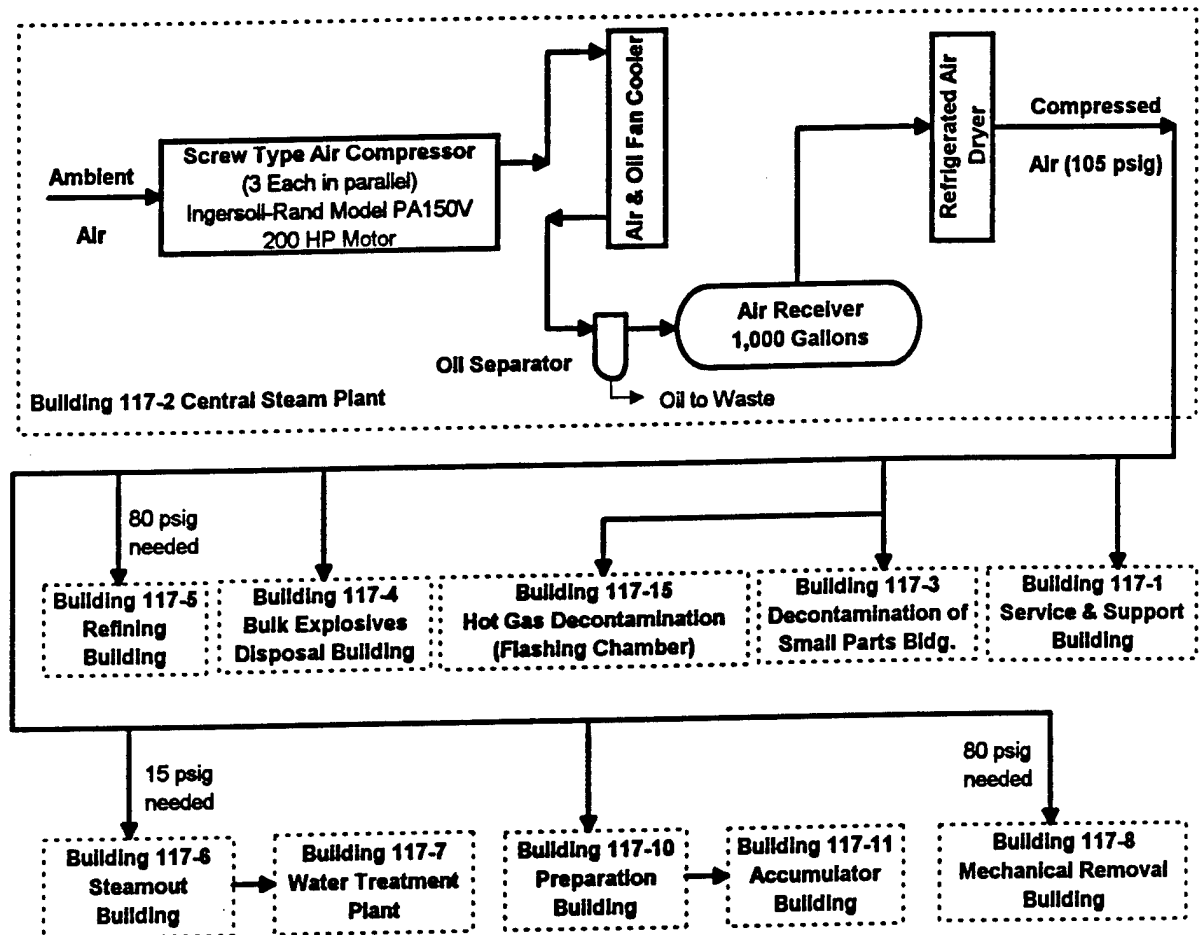 Ambient
Air
Screw Type Air Compressor
(3 Each in parallel)
Ingersoll-Rand Model PA150V
200 HP Motor
Air & Oil Fan Cooler
Refrigerated Air
Dryer
Compressed
Air (105 psig)
Air Receiver
1,000 Gallons
Oil Separator
Oil to Waste
Building 117-2 Central Steam Plant
80 psig
needed
Building 117-5
Refining
Building
Building 117-4
Bulk Explosives
Disposal Building
Building 117-15
Hot Gas Decontamination
(Flashing Chamber)
Building 117-3
Decontamination of
Small Parts Bldg.
Building 117-1
Service & Support
Building
15 psig
needed
80 psig
needed
Building 117-6
Steamout
Building
Building 117-7
Water Treatment
Plant
Building 117-10
Preparation
Building
Building 117-11
Accumulator
Building
Building 117-8
Mechanical Removal
Building